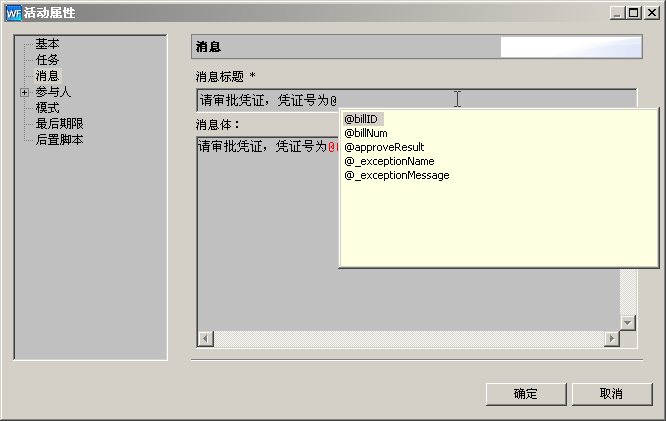 WF 活动属性
基本
任务
消息
参与人
模式
最后期限
后置脚本
消息
消息标题 *
请审批凭证，凭证号为@
@billID
@billNum
@approveResult
@_exceptionName
@_exceptionMessage
消息体：
请审批凭证，凭证号为@
确定
取消